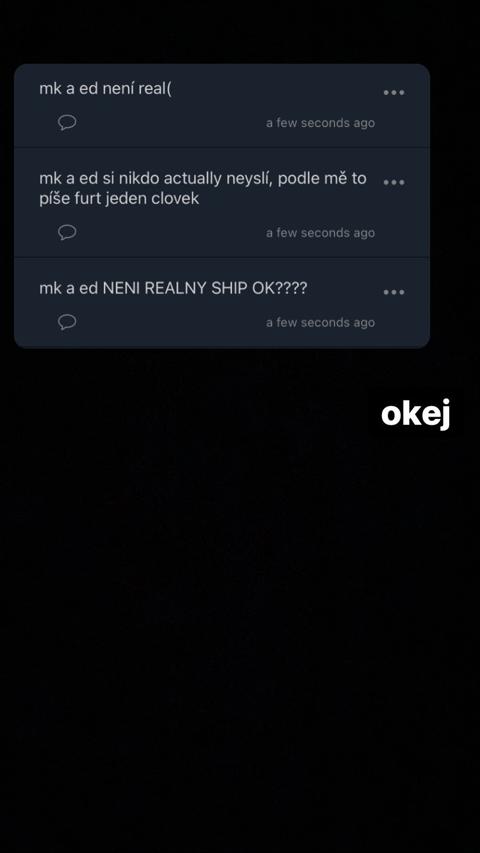 mk a ed není real(
a few seconds ago
mk a ed si nikdo actually neyslí, podle mě to
píše furt jeden clovek
a few seconds ago
mk a ed NENI REALNY SHIP OK????
a few seconds ago
okej